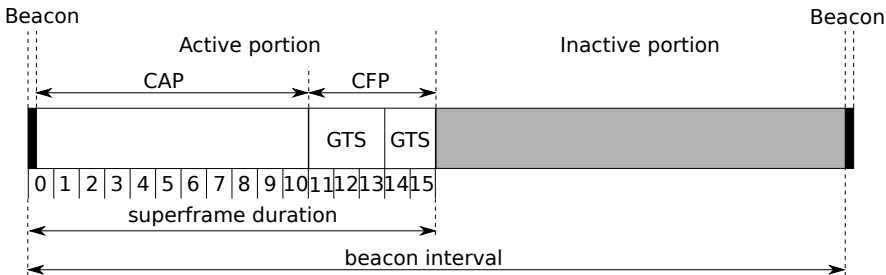 Beacon Beacon
Active portion Inactive portion
CAP CFP
GTS GTS
0 1 2 3 4 5 6 7 8 9 10 11 12 13 14 15
superframe duration
beacon interval